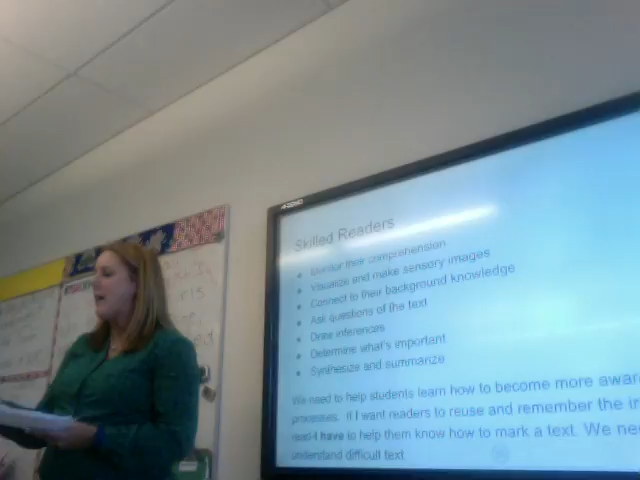 Skilled Readers
Monitor their comprehension
Visualize and make sensory images
Connect to their background knowledge
Ask questions of the text
Draw inferences
Determine what's important
Synthesize and summarize
We need to help students learn how to become more awar
processes. If I want readers to reuse and remember the in
read I have to help them know how to mark a text. We nee
understand difficult text